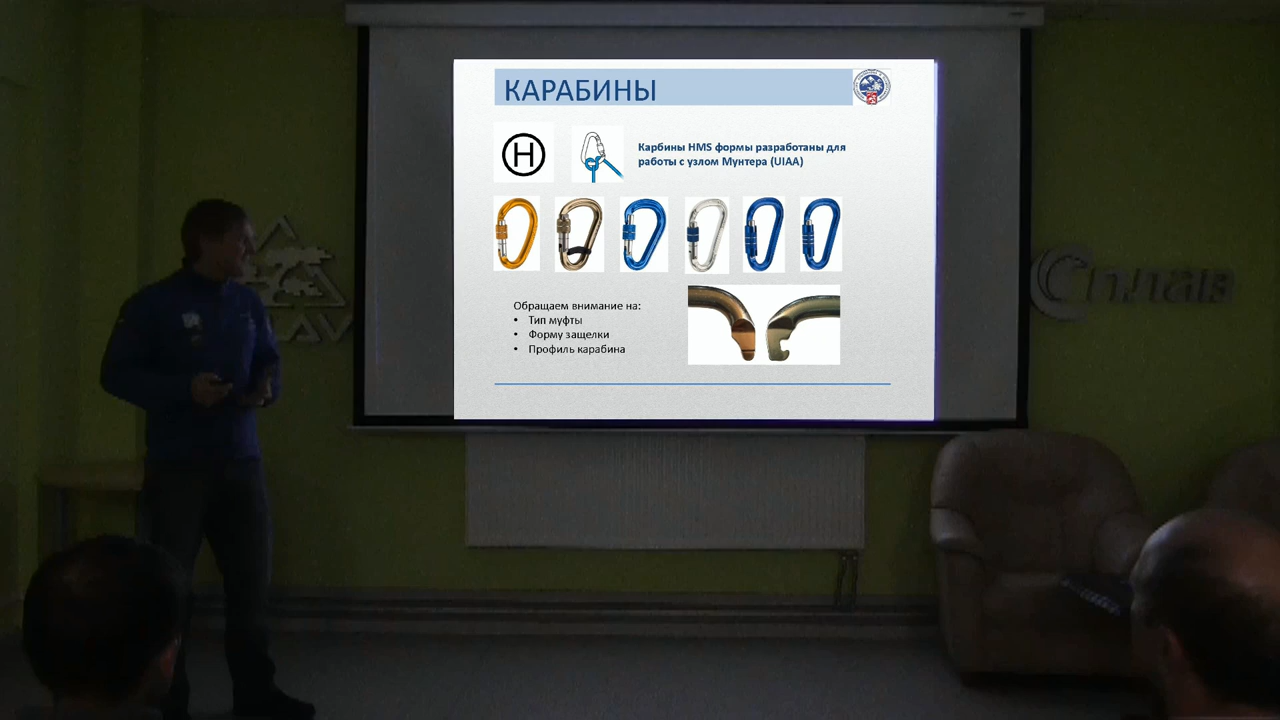 КАРАБИНЫ
H
Карбины HMS формы разработаны для
работы с узлом Мунтера (UIAA)
Обращаем внимание на:
• Тип муфты
• Форму защелки
• Профиль карабина
Сплав